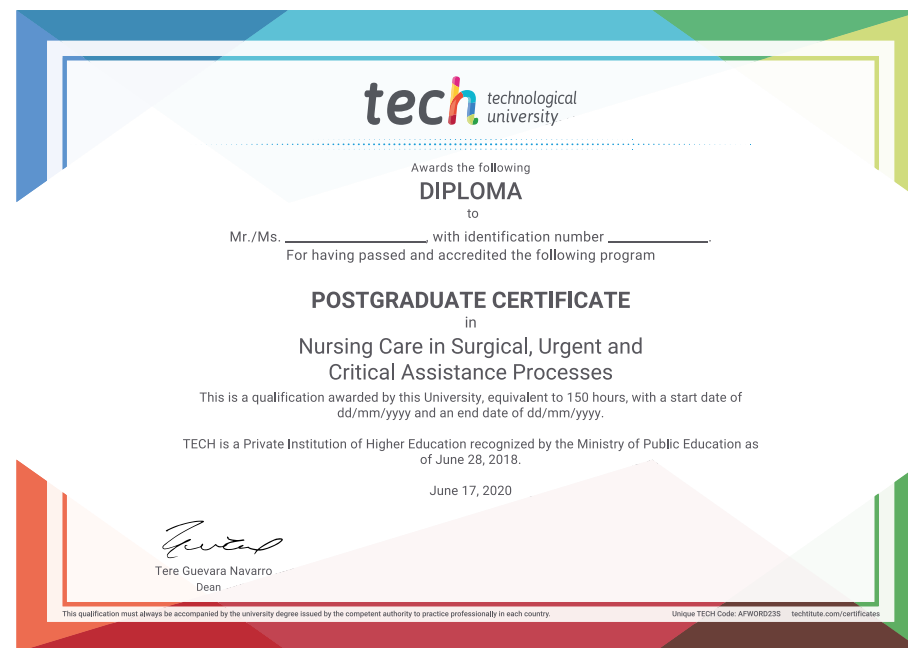 tech technological
university
Awards the following
DIPLOMA
to
Mr./Ms. ____________________, with identification number ______________.
For having passed and accredited the following program
POSTGRADUATE CERTIFICATE
in
Nursing Care in Surgical, Urgent and
Critical Assistance Processes
This is a qualification awarded by this University, equivalent to 150 hours, with a start date of
dd/mm/yyyy and an end date of dd/mm/yyyy.
TECH is a Private Institution of Higher Education recognized by the Ministry of Public Education as
of June 28, 2018.
June 17, 2020
Tere Guevara Navarro
Dean
This qualification must always be accompanied by the university degree issued by the competent authority to practice professionally in each country. Unique TECH Code: AFWORD23S techtitute.com/certificates